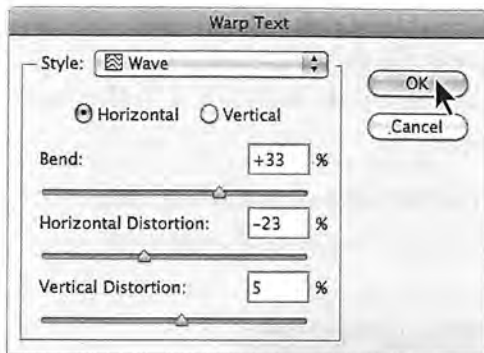 Warp Text
Style: Wave
OK
Horizontal Vertical
Cancel
Bend: +33 %
Horizontal Distortion: -23 %
Vertical Distortion: 5 %